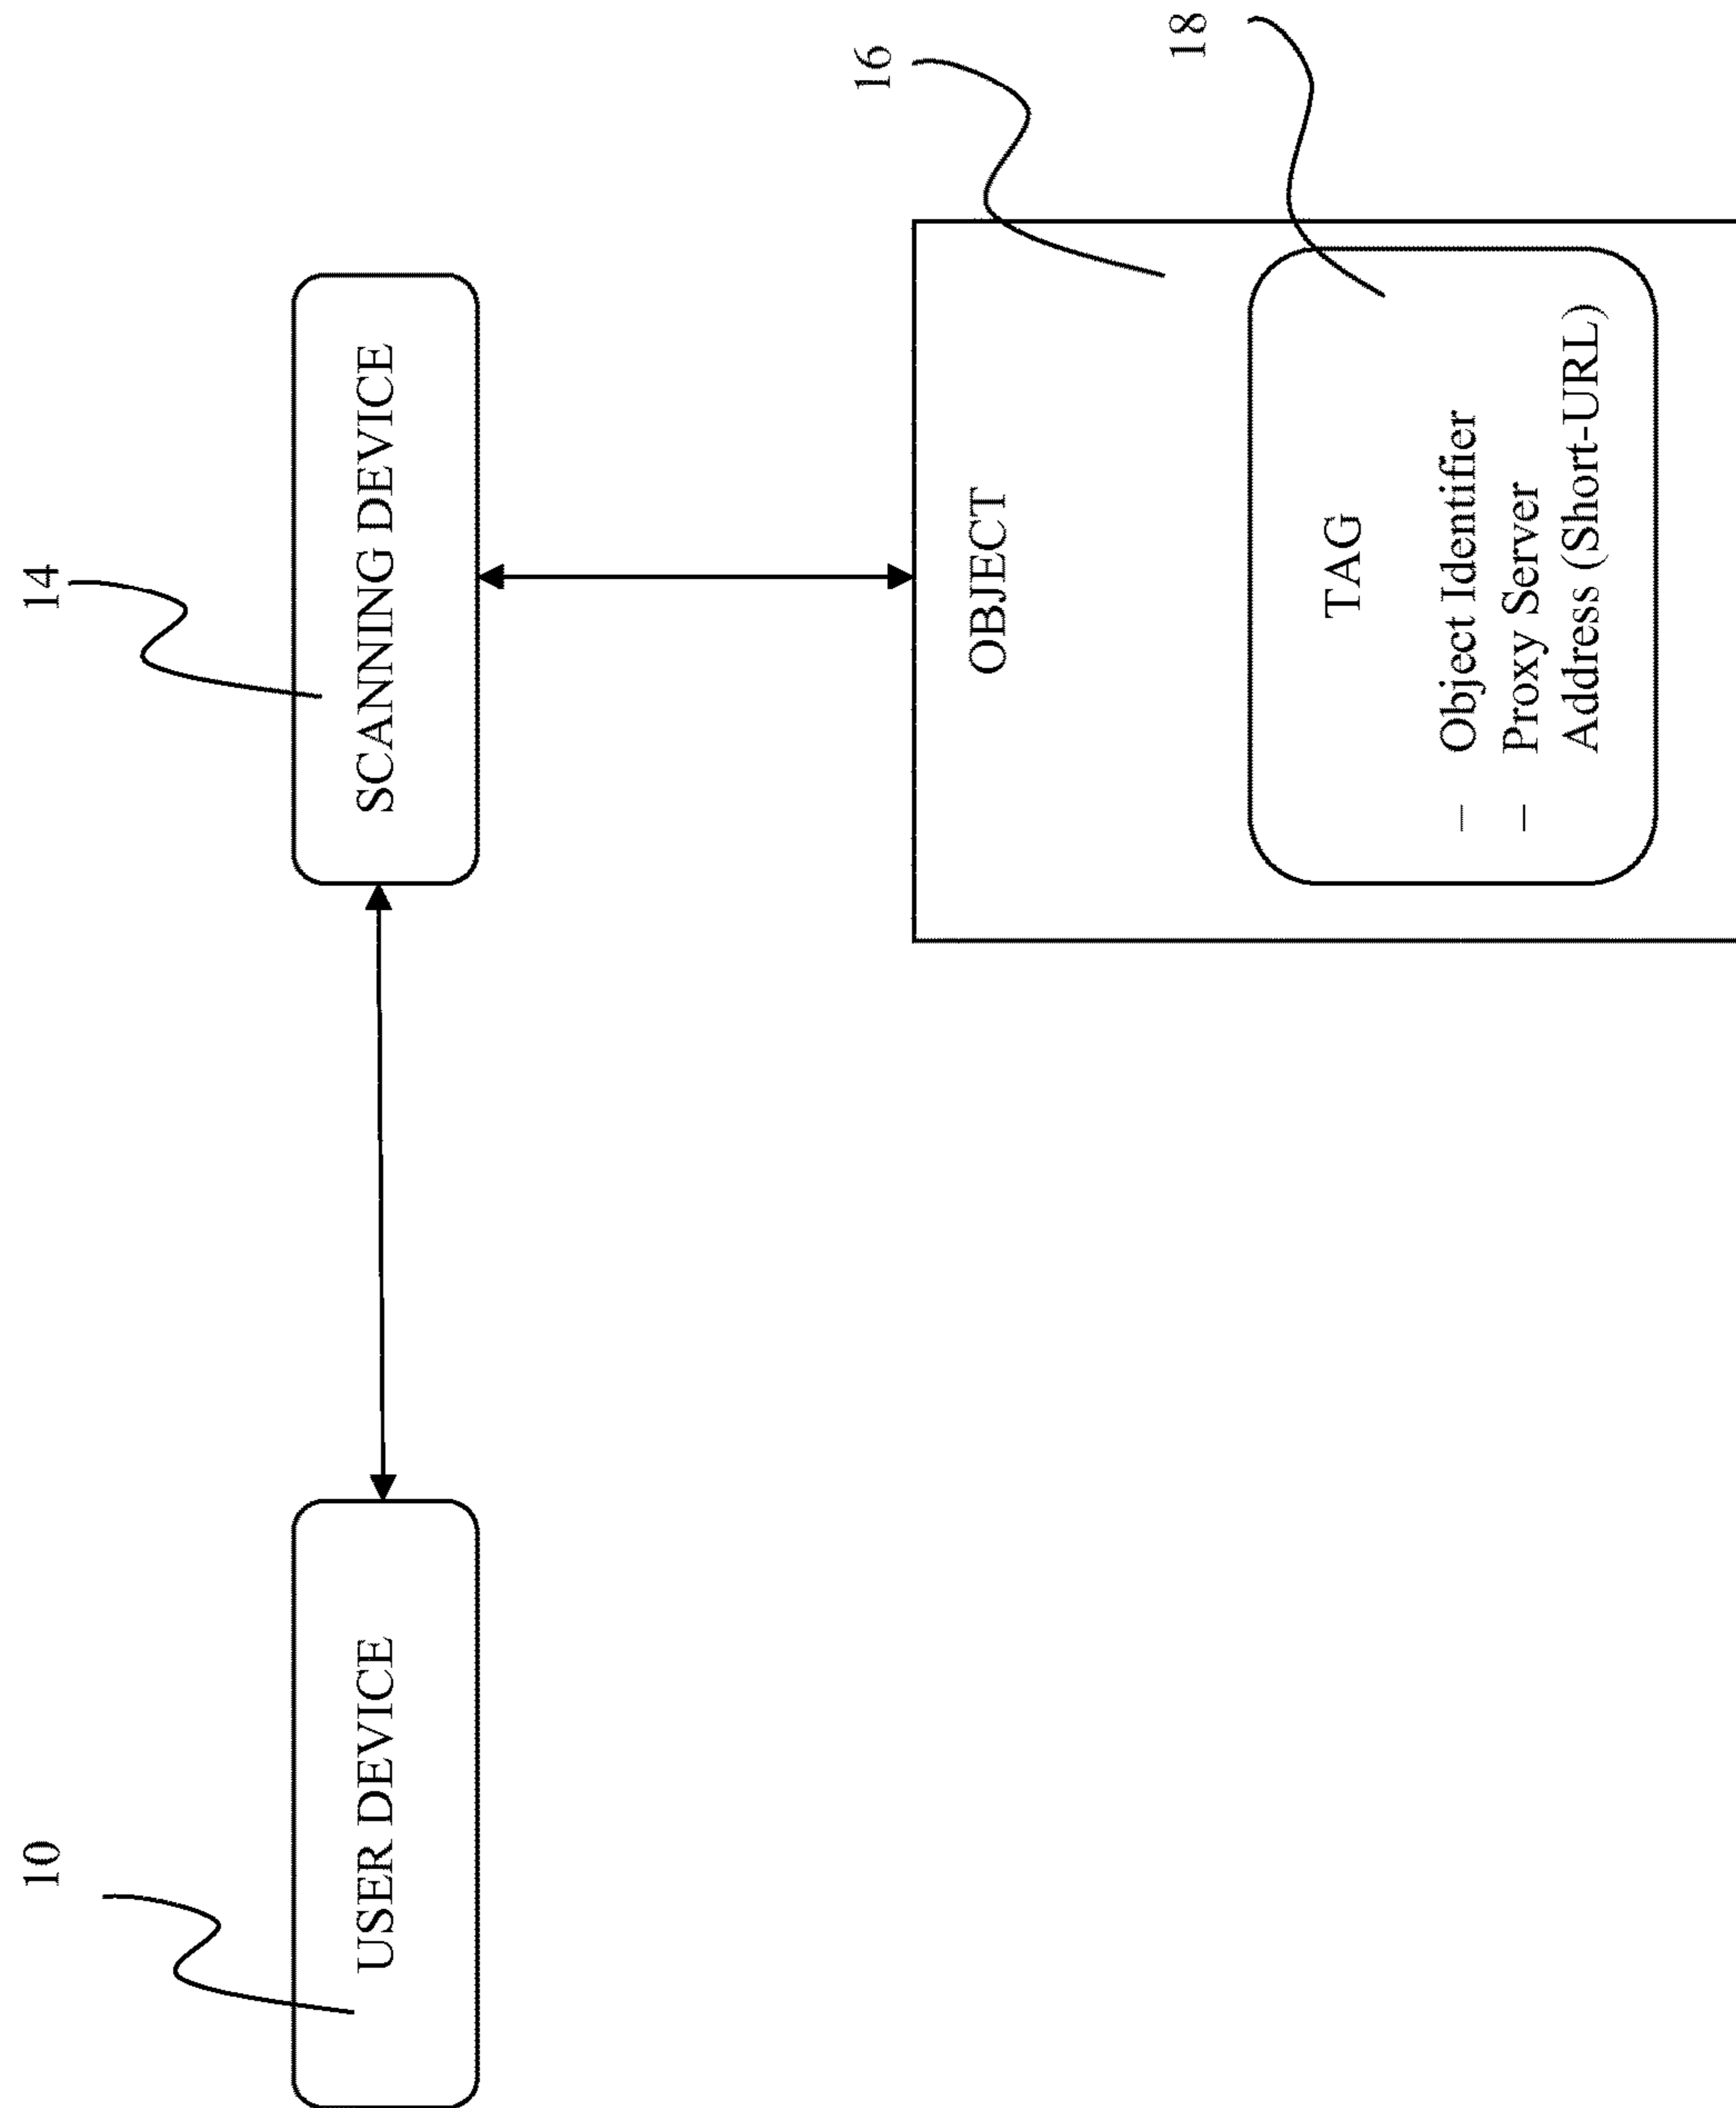 10
USER DEVICE
14
SCANNING DEVICE
16
OBJECT
18
TAG
– Object Identifier
– Proxy Server
Address (Short-URL)